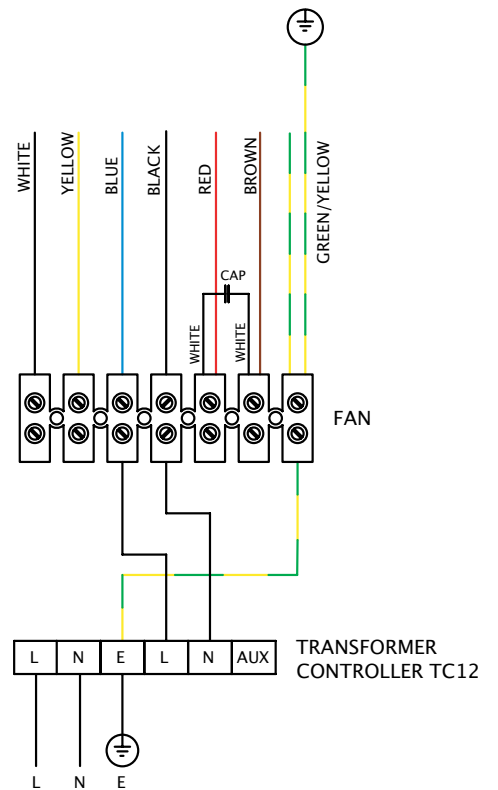 WHITE
YELLOW
BLUE
BLACK
RED
BROWN
GREEN/YELLOW
CAP
WHITE
WHITE
FAN
L N E L N AUX
TRANSFORMER
CONTROLLER TC12
L N E